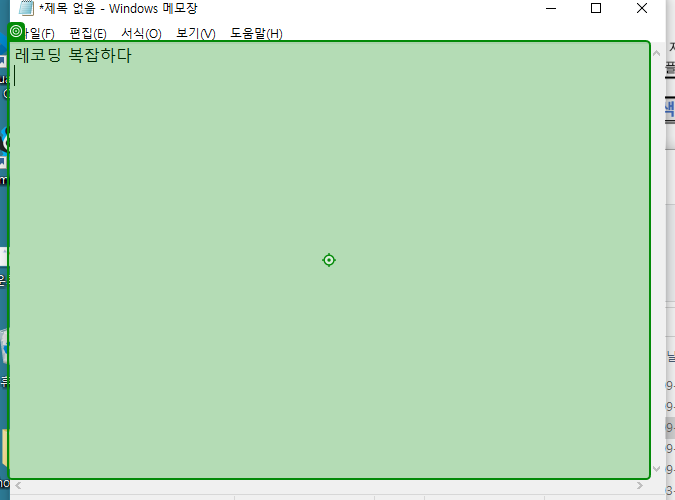 *제목 없음 - Windows 메모장
일(F) 편집(E) 서식(O) 보기(V) 도움말(H)
레코딩 복잡하다